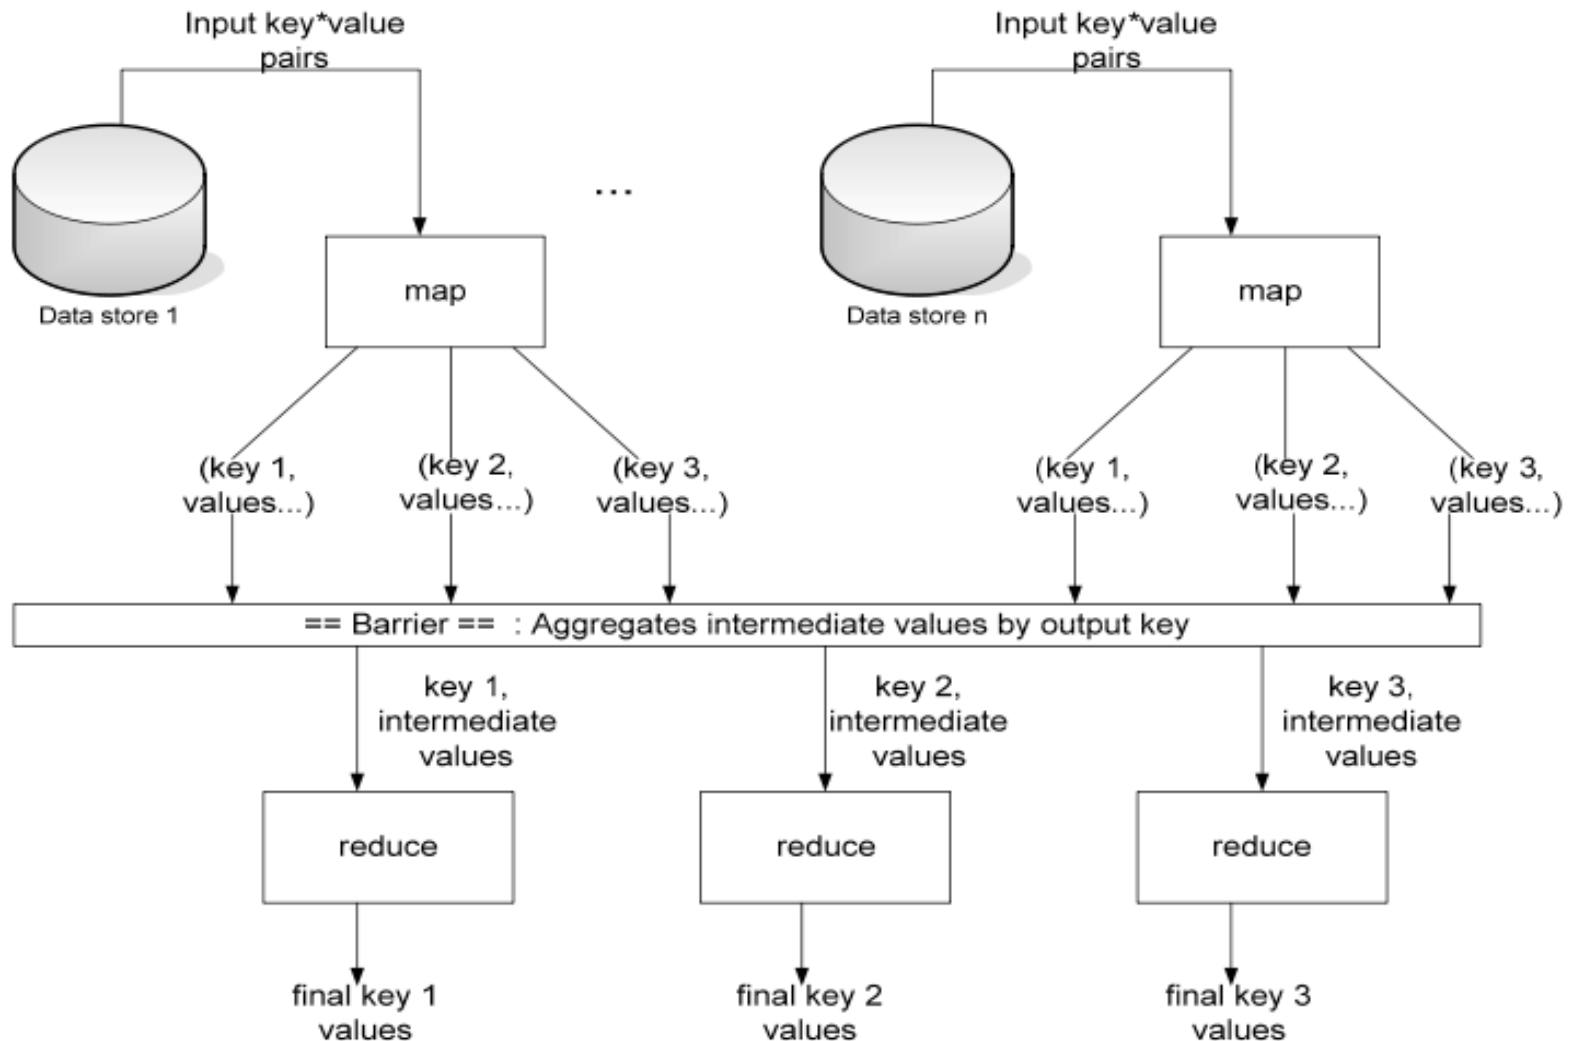 Input key*value
pairs
Input key*value
pairs
...
map
map
Data store 1
Data store n
(key 1,
values...)
(key 2,
values...)
(key 3,
values...)
(key 1,
values...)
(key 2,
values...)
(key 3,
values...)
== Barrier == : Aggregates intermediate values by output key
key 1,
intermediate
values
key 2,
intermediate
values
key 3,
intermediate
values
reduce
reduce
reduce
final key 1
values
final key 2
values
final key 3
values